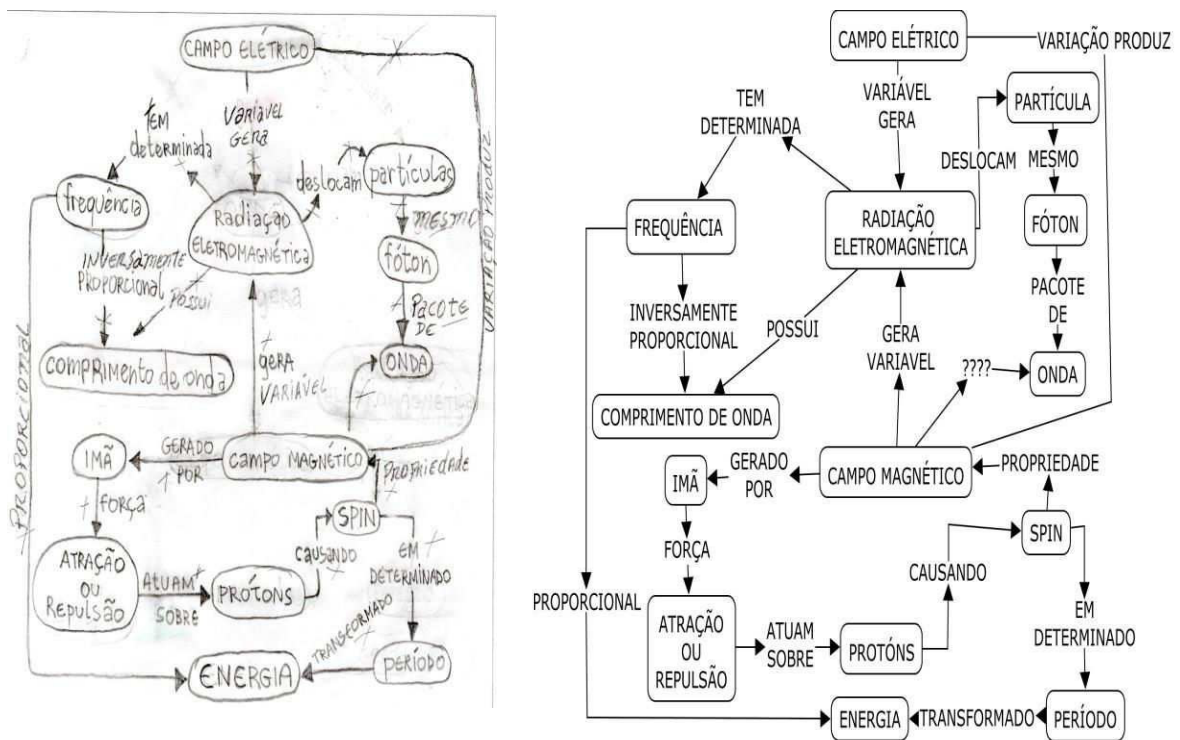 CAMPO ELÉTRICO
VARIÁVEL
GERA
TEM
determinada
deslocam
partículas
frequência
Radiação
ELETROMAGNÉTICA
MESMO
fóton
INVERSAMENTE
PROPORCIONAL
POSSUI
PACOTE
DE
VARIAÇÃO PRODUZ
comprimento de onda
GERA
VARIÁVEL
ONDA
PROPORCIONAL
IMÃ
GERADO
POR
CAMPO MAGNÉTICO
PROPRIEDADE
FORÇA
SPIN
ATRAÇÃO
OU
REPULSÃO
ATUAM
SOBRE
PRÓTONS
CAUSANDO
EM
DETERMINADO
TRANSFORMADO
PERÍODO
ENERGIA
CAMPO ELÉTRICO
VARIAÇÃO PRODUZ
VARIÁVEL
GERA
TEM
DETERMINADA
PARTÍCULA
DESLOCAM
MESMO
FREQUÊNCIA
RADIAÇÃO
ELETROMAGNÉTICA
FÓTON
PACOTE
DE
INVERSAMENTE
PROPORCIONAL
POSSUI
GERA
VARIAVEL
????
ONDA
COMPRIMENTO DE ONDA
IMÃ
GERADO
POR
CAMPO MAGNÉTICO
PROPRIEDADE
SPIN
FORÇA
CAUSANDO
PROPORCIONAL
ATRAÇÃO
OU
REPULSÃO
ATUAM
SOBRE
PROTÓNS
EM
DETERMINADO
ENERGIA
TRANSFORMADO
PERÍODO